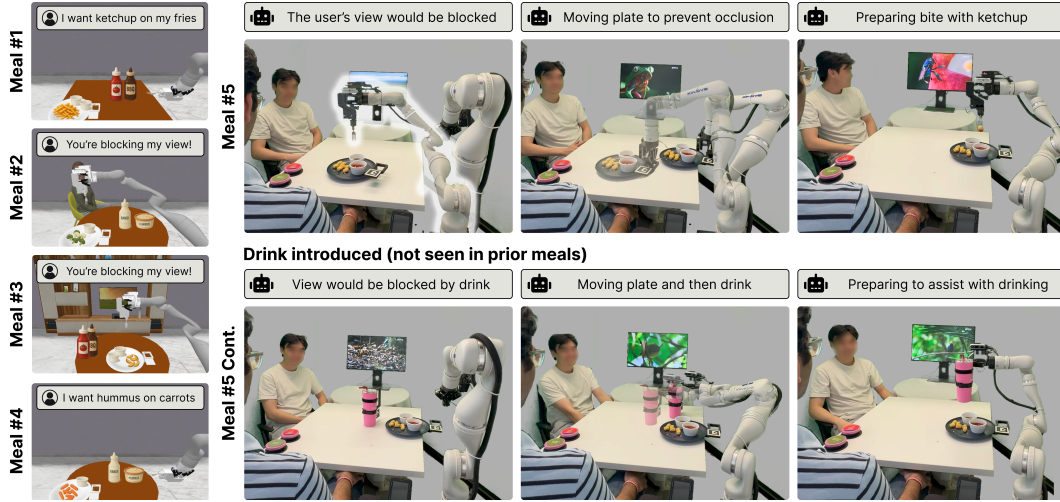 Meal #1
I want ketchup on my fries
Meal #2
You're blocking my view!
Meal #3
You're blocking my view!
Meal #4
I want hummus on carrots
Meal #5
The user's view would be blocked
Moving plate to prevent occlusion
Preparing bite with ketchup
Drink introduced (not seen in prior meals)
Meal #5 Cont.
View would be blocked by drink
Moving plate and then drink
Preparing to assist with drinking